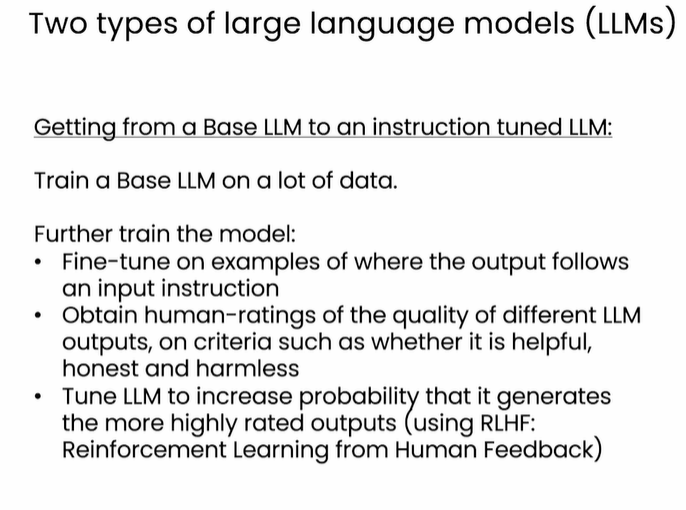 Two types of large language models (LLMs)
Getting from a Base LLM to an instruction tuned LLM:
Train a Base LLM on a lot of data.
Further train the model:
• Fine-tune on examples of where the output follows
an input instruction
• Obtain human-ratings of the quality of different LLM
outputs, on criteria such as whether it is helpful,
honest and harmless
• Tune LLM to increase probability that it generates
the more highly rated outputs (using RLHF:
Reinforcement Learning from Human Feedback)